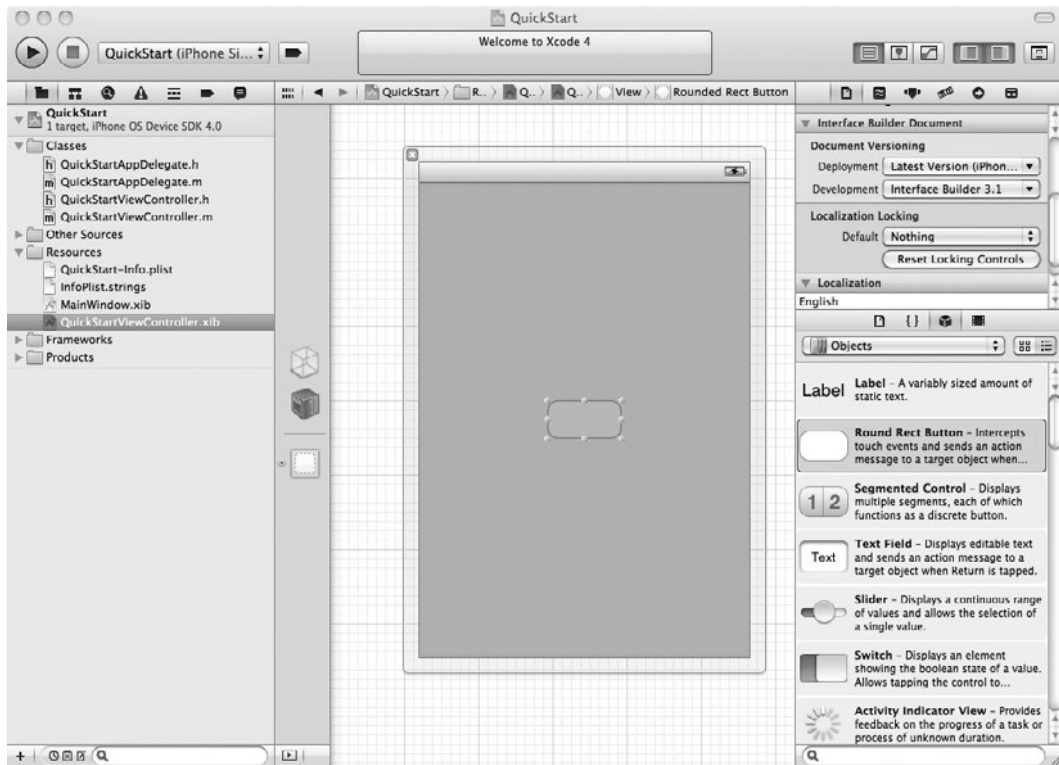 QuickStart
QuickStart (iPhone Si...
Welcome to Xcode 4
QuickStart
R..
Q..
Q..
View
Rounded Rect Button
QuickStart
1 target, iPhone OS Device SDK 4.0
Classes
h QuickStartAppDelegate.h
m QuickStartAppDelegate.m
h QuickStartViewController.h
m QuickStartViewController.m
Other Sources
Resources
QuickStart-Info.plist
InfoPlist.strings
MainWindow.xib
QuickStartViewController.xib
Frameworks
Products
Interface Builder Document
Document Versioning
Deployment Latest Version (iPhon...
Development Interface Builder 3.1
Localization Locking
Default Nothing
Reset Locking Controls
Localization
English
{}
Objects
Label
Label - A variably sized amount of
static text.
Round Rect Button - Intercepts
touch events and sends an action
message to a target object when...
1 2
Segmented Control - Displays
multiple segments, each of which
functions as a discrete button.
Text
Text Field - Displays editable text
and sends an action message to a
target object when Return is tapped.
Slider - Displays a continuous range
of values and allows the selection of
a single value.
Switch - Displays an element
showing the boolean state of a value.
Allows tapping the control to...
Activity Indicator View - Provides
feedback on the progress of a task or
process of unknown duration.